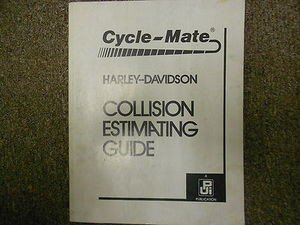 Cycle-Mate®
HARLEY-DAVIDSON
COLLISION
ESTIMATING
GUIDE
A
PUBLICATION